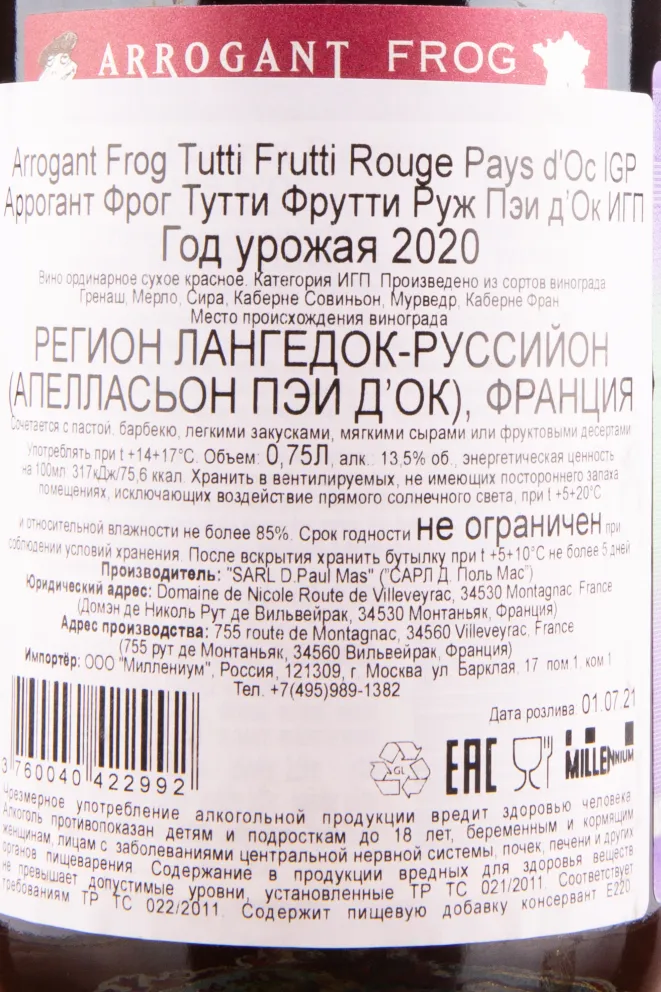 ARROGANT FROG
Arrogant Frog Tutti Frutti Rouge Pays d'Oc IGP
Аррогант Фрог Тутти Фрутти Руж Пэи д'Ок ИГП
Год урожая 2020
Вино ординарное сухое красное. Категория ИГП. Произведено из сортов винограда
Гренаш, Мерло, Сира, Каберне Совиньон, Мурведр, Каберне Фран
Место происхождения винограда
РЕГИОН ЛАНГЕДОК-РУССИЙОН
(АПЕЛЛАСЬОН ПЭИ Д'ОК), ФРАНЦИЯ
Сочетается с пастой, барбекю, легкими закусками, мягкими сырами или фруктовыми десертами
Употреблять при t +14+17°C. Объем: 0,75Л, алк.: 13,5% об., энергетическая ценность
на 100мл: 317кДж/75,6 ккал. Хранить в вентилируемых, не имеющих постороннего запаха
помещениях, исключающих воздействие прямого солнечного света, при t +5+20°C
и относительной влажности не более 85%. Срок годности не ограничен при
соблюдении условий хранения. После вскрытия хранить бутылку при t +5+10°C не более 5 дней
Производитель: "SARL D.Paul Mas" ("САРЛ Д. Поль Мас")
Юридический адрес: Domaine de Nicole Route de Villeveyrac, 34530 Montagnac, France
(Домэн де Николь Рут де Вильвейрак, 34530 Монтаньяк, Франция)
Адрес производства: 755 route de Montagnac, 34560 Villeveyrac, France
(755 рут де Монтаньяк, 34560 Вильвейрак, Франция)
Импортёр: ООО "Миллениум", Россия, 121309, г. Москва ул. Барклая, 17 пом 1. ком 1
Тел. +7(495)989-1382
Дата розлива: 01.07.21
3 760040 422992
GL
EAC
MILLENNIUM
Чрезмерное употребление алкогольной продукции вредит здоровью человека.
Алкоголь противопоказан детям и подросткам до 18 лет, беременным и кормящим
женщинам, лицам с заболеваниями центральной нервной системы, почек, печени и других
органов пищеварения. Содержание в продукции вредных для здоровья веществ
не превышает допустимые уровни, установленные ТР ТС 021/2011. Соответствует
требованиям ТР ТС 022/2011. Содержит пищевую добавку консервант Е220